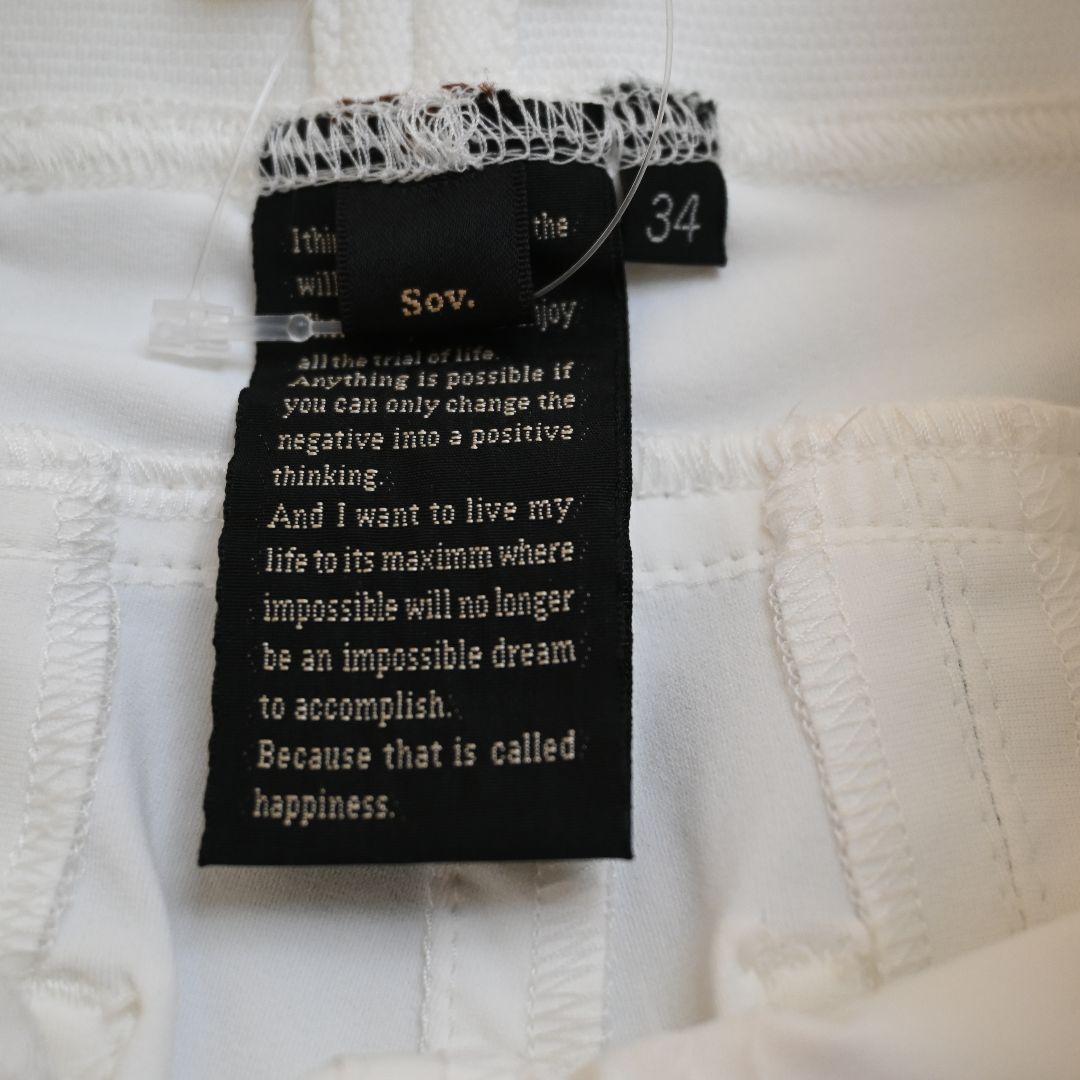 the
34
will
Sov.
all the trial of life.
Anything is possible if
you can only change the
negative into a positive
thinking.
And I want to live my
life to its maximm where
impossible will no longer
be an impossible dream
to accomplish.
Because that is called
happiness.